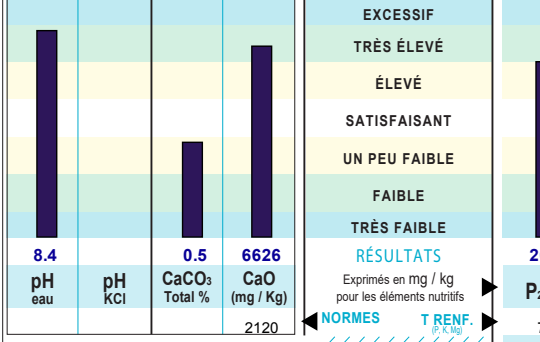 EXCESSIF
TRÈS ÉLEVÉ
ÉLEVÉ
SATISFAISANT
UN PEU FAIBLE
FAIBLE
TRÈS FAIBLE
8.4 0.5 6626 RÉSULTATS 2
pH eau
pH KCl
CaCO₃ Total %
CaO (mg / Kg)
Exprimés en mg / kg
pour les éléments nutritifs
P
2120 NORMES T RENF.
(P, K, Mg)